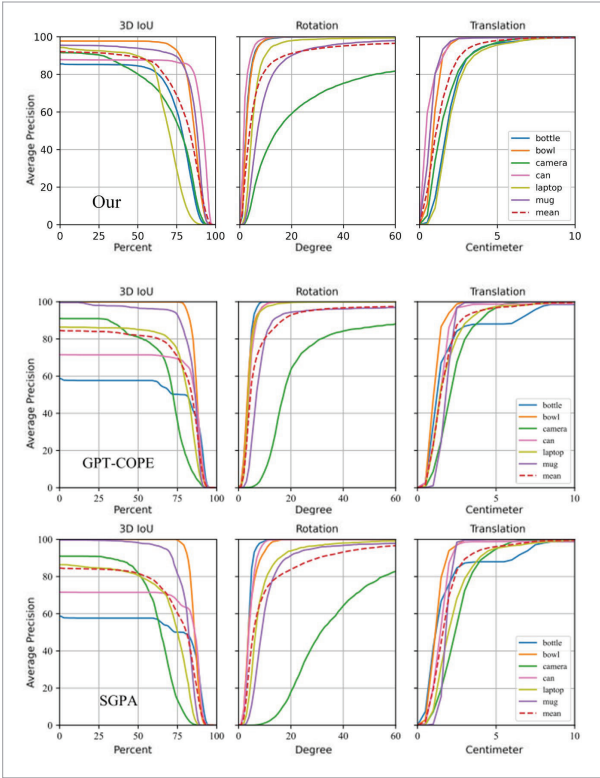 3D IoU Rotation Translation
Average Precision
100
80
60
40
20
0
Our
bottle
bowl
camera
can
laptop
mug
mean
0 25 50 75 100 0 20 40 60 0 5 10
Percent Degree Centimeter
3D IoU Rotation Translation
Average Precision
100
80
60
40
20
0
GPT-COPE
bottle
bowl
camera
can
laptop
mug
mean
0 25 50 75 100 0 20 40 60 0 5 10
Percent Degree Centimeter
3D IoU Rotation Translation
Average Precision
100
80
60
40
20
0
SGPA
bottle
bowl
camera
can
laptop
mug
mean
0 25 50 75 100 0 20 40 60 0 5 10
Percent Degree Centimeter